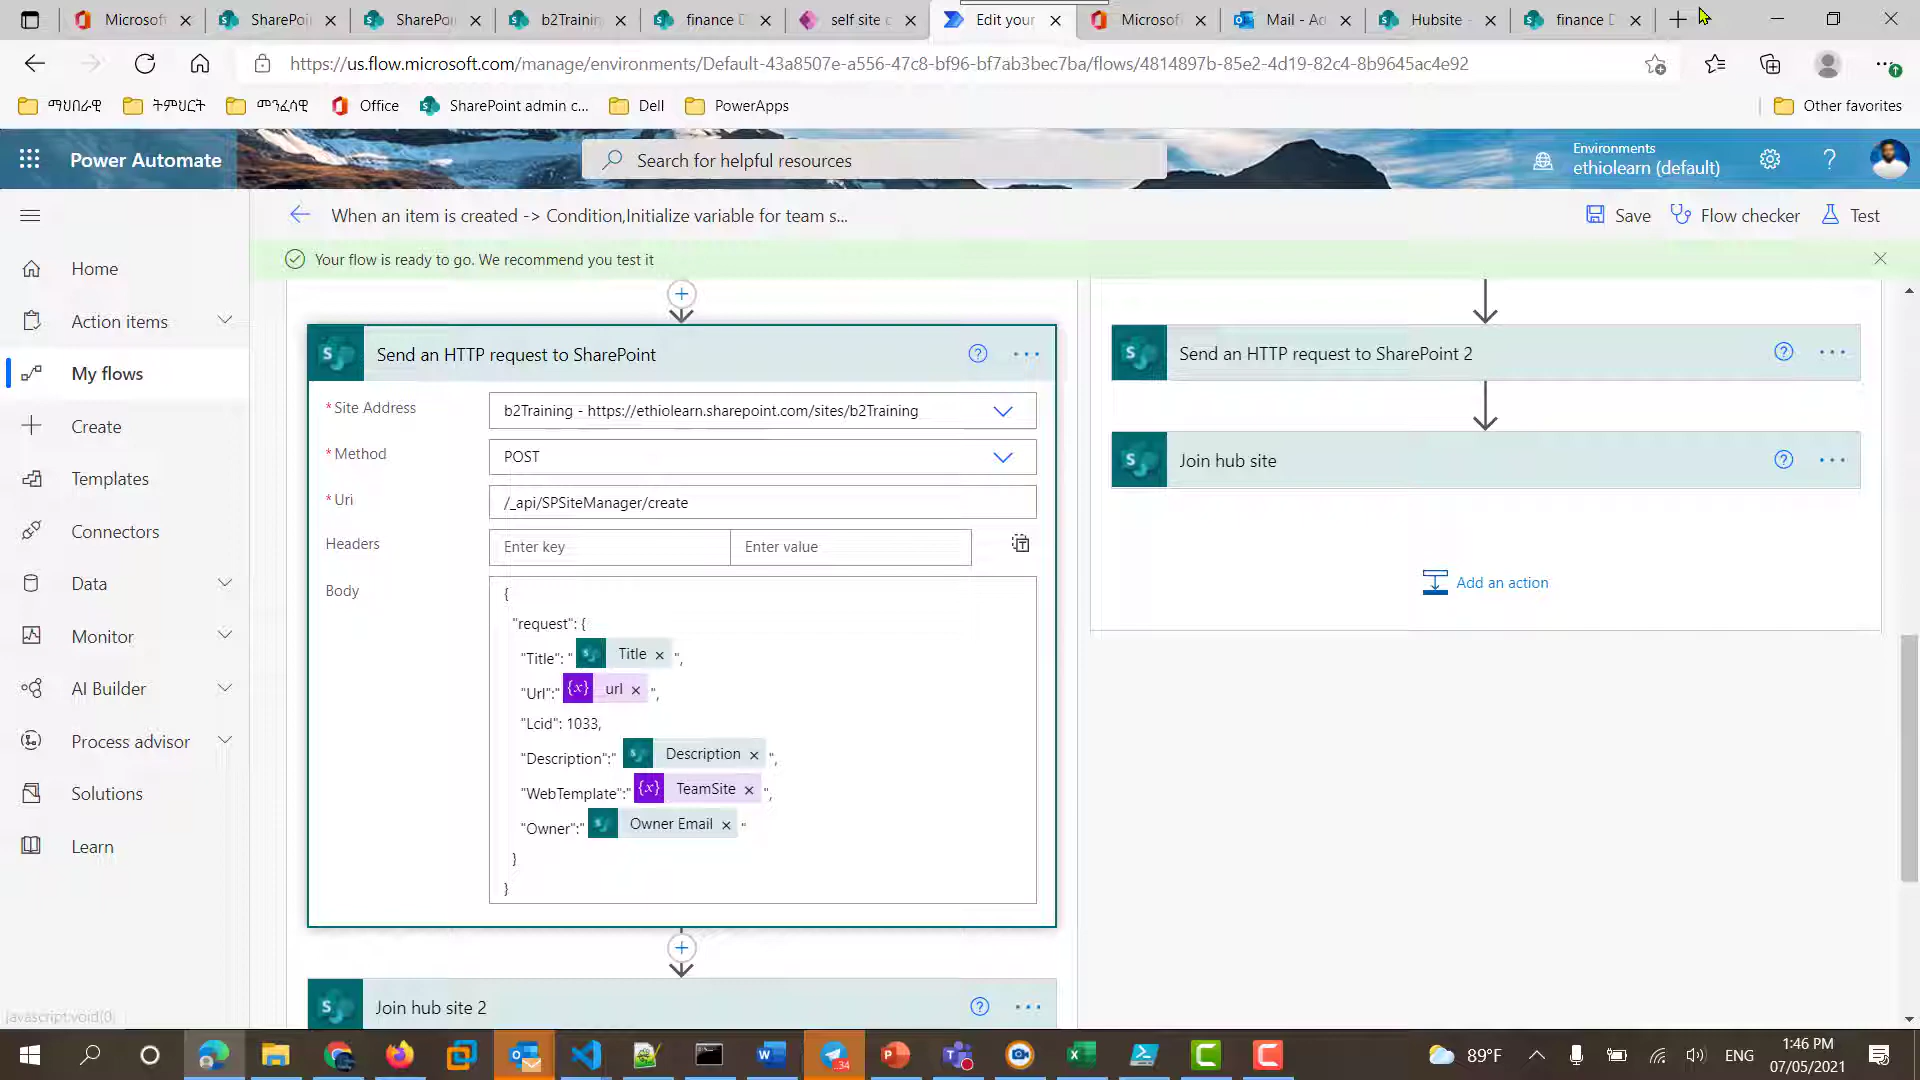 Microsof
SharePoi
SharePoi
b2Trainin
finance D
self site c
Edit your
Microsof
Mail - Ad
Hubsite -
finance D
https://us.flow.microsoft.com/manage/environments/Default-43a8507e-a556-47c8-bf96-bf7ab3bec7ba/flows/4814897b-85e2-4d19-82c4-8b9645ac4e92
ማህበራዊ
ትምህርት
መንፈሳዊ
Office
SharePoint admin c...
Dell
PowerApps
Other favorites
Power Automate
Search for helpful resources
Environments
ethiolearn (default)
When an item is created -> Condition,Initialize variable for team s...
Save
Flow checker
Test
Your flow is ready to go. We recommend you test it
Home
Action items
My flows
Create
Templates
Connectors
Data
Monitor
AI Builder
Process advisor
Solutions
Learn
Send an HTTP request to SharePoint
* Site Address
b2Training - https://ethiolearn.sharepoint.com/sites/b2Training
* Method
POST
* Uri
/_api/SPSiteManager/create
Headers
Enter key
Enter value
Body
{
"request": {
"Title": " Title ",
"Url":" {x} url ",
"Lcid": 1033,
"Description":" Description ",
"WebTemplate":" {x} TeamSite ",
"Owner":" Owner Email "
}
}
Join hub site 2
Send an HTTP request to SharePoint 2
Join hub site
Add an action
javascript:void(0)
34
89°F
ENG
1:46 PM
07/05/2021